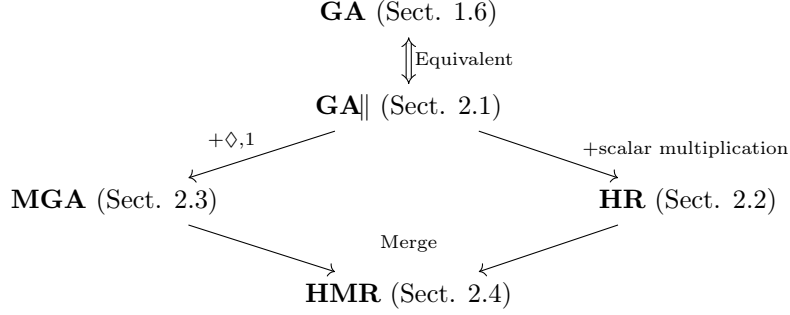 GA (Sect. 1.6)
Equivalent
GA∥ (Sect. 2.1)
+◊,1
+scalar multiplication
MGA (Sect. 2.3)
HR (Sect. 2.2)
Merge
HMR (Sect. 2.4)